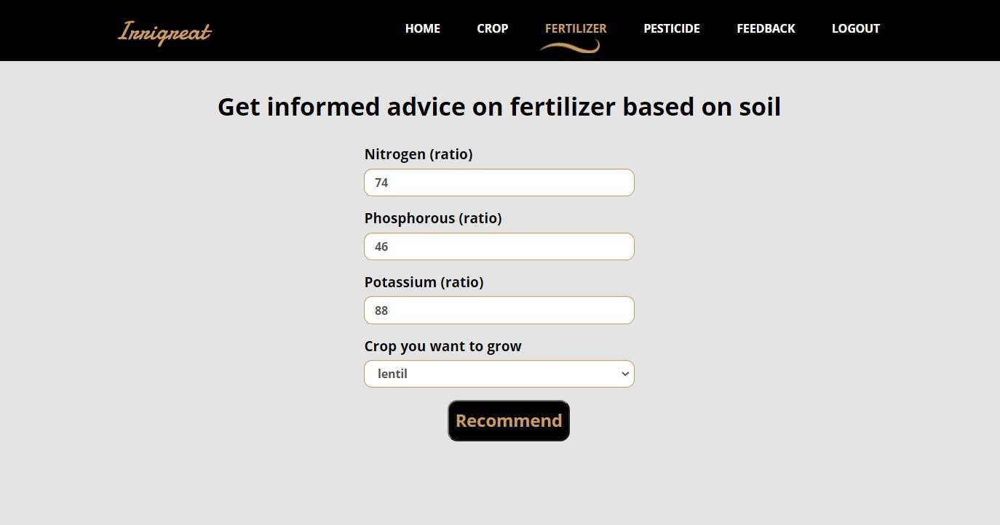 Irrigreat
HOME CROP FERTILIZER PESTICIDE FEEDBACK LOGOUT
Get informed advice on fertilizer based on soil
Nitrogen (ratio)
74
Phosphorous (ratio)
46
Potassium (ratio)
88
Crop you want to grow
lentil
Recommend